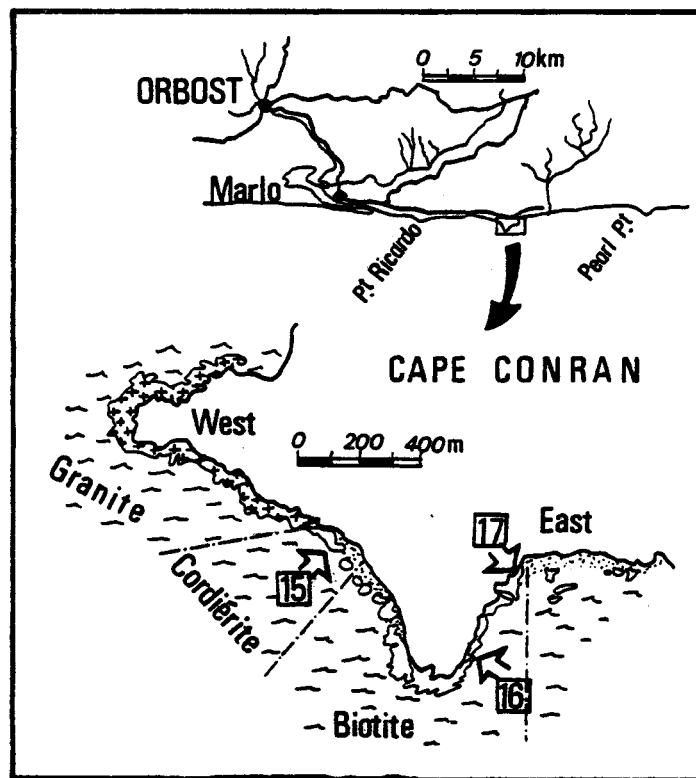 0 5 10km
ORBOST
Marlo
Pt Ricardo
Pearl Pt
CAPE CONRAN
West
0 200 400m
Granite
17
East
15
Cordiérite
16
Biotite